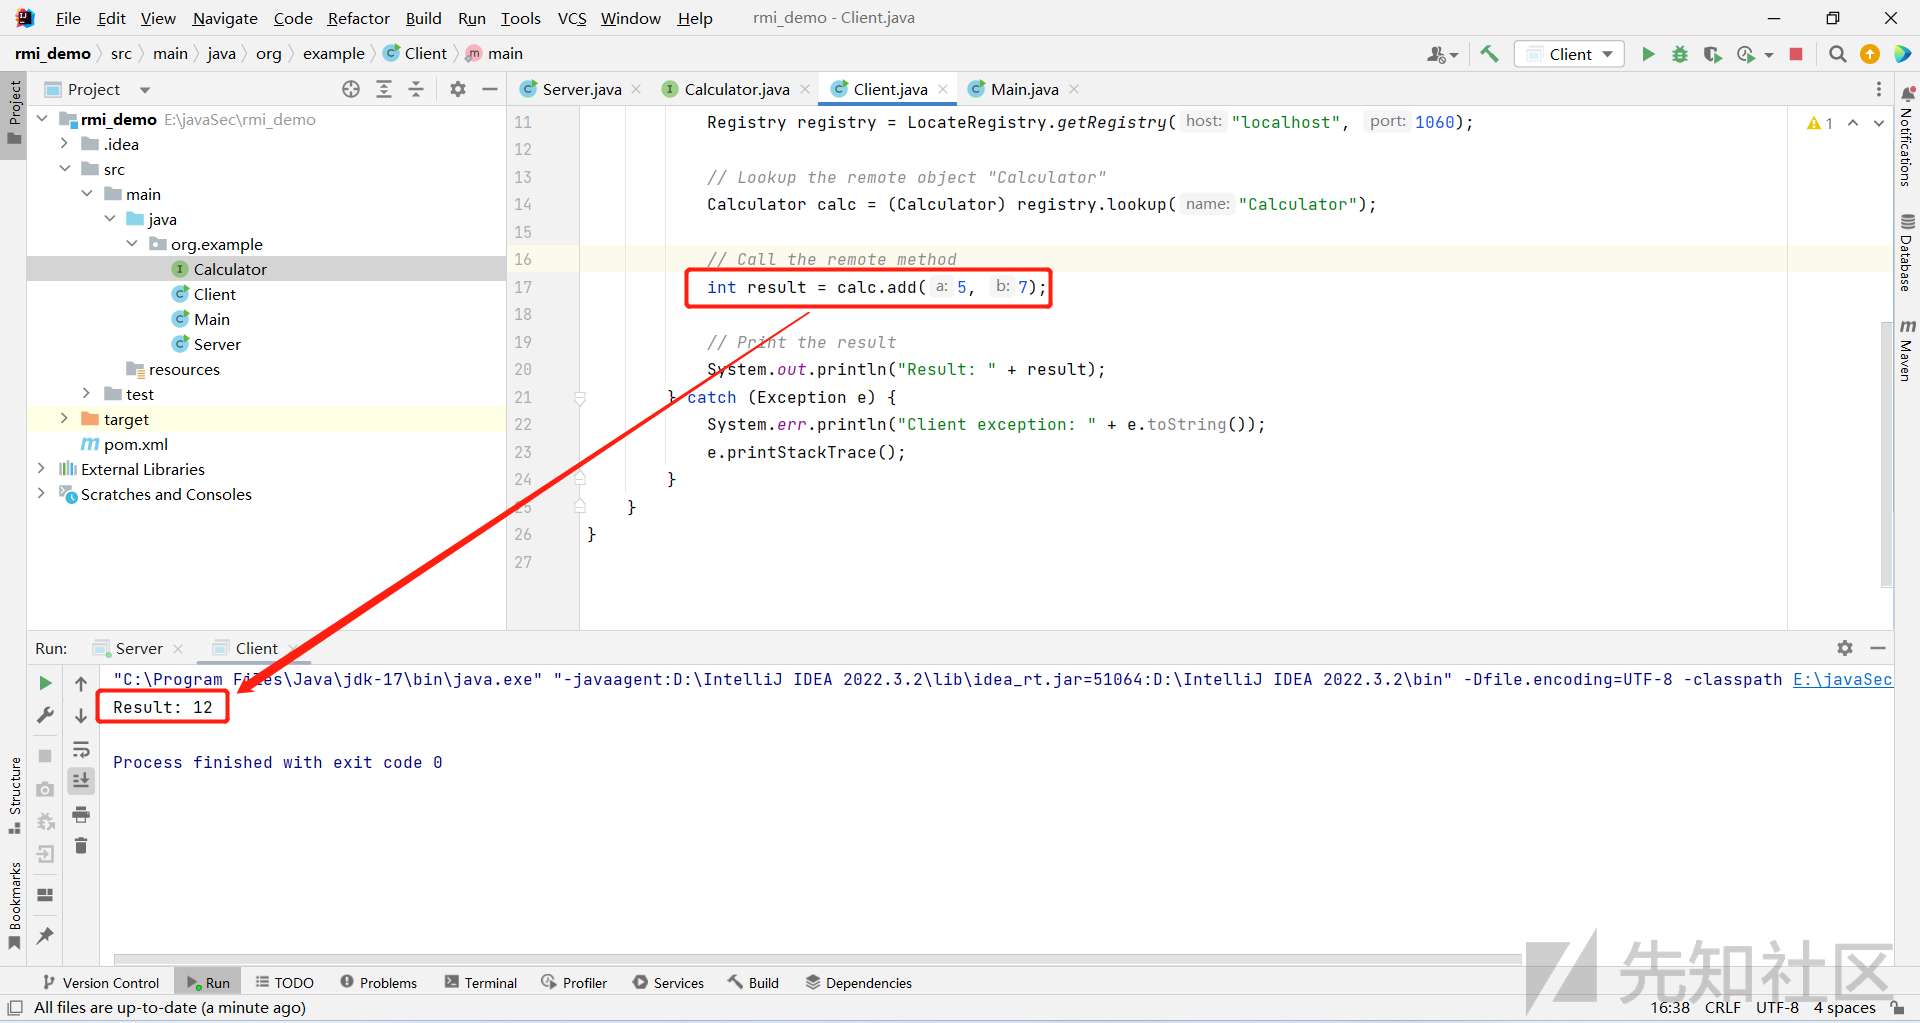 File Edit View Navigate Code Refactor Build Run Tools VCS Window Help rmi_demo - Client.java
rmi_demo src main java org example Client main
Client
Project
Server.java Calculator.java Client.java Main.java
Project
Notifications
Database
Maven
Structure
Bookmarks
rmi_demo E:\javaSec\rmi_demo
.idea
src
main
java
org.example
Calculator
Client
Main
Server
resources
test
target
pom.xml
External Libraries
Scratches and Consoles
1
11 Registry registry = LocateRegistry.getRegistry( host: "localhost", port: 1060);
12
13 // Lookup the remote object "Calculator"
14 Calculator calc = (Calculator) registry.lookup( name: "Calculator");
15
16 // Call the remote method
17 int result = calc.add( a: 5, b: 7);
18
19 // Print the result
20 System.out.println("Result: " + result);
21 } catch (Exception e) {
22 System.err.println("Client exception: " + e.toString());
23 e.printStackTrace();
24 }
25 }
26 }
27
Run: Server Client
"C:\Program Files\Java\jdk-17\bin\java.exe" "-javaagent:D:\IntelliJ IDEA 2022.3.2\lib\idea_rt.jar=51064:D:\IntelliJ IDEA 2022.3.2\bin" -Dfile.encoding=UTF-8 -classpath E:\javaSec
Result: 12
Process finished with exit code 0
Version Control Run TODO Problems Terminal Profiler Services Build Dependencies
All files are up-to-date (a minute ago)
16:38 CRLF UTF-8 4 spaces
先知社区